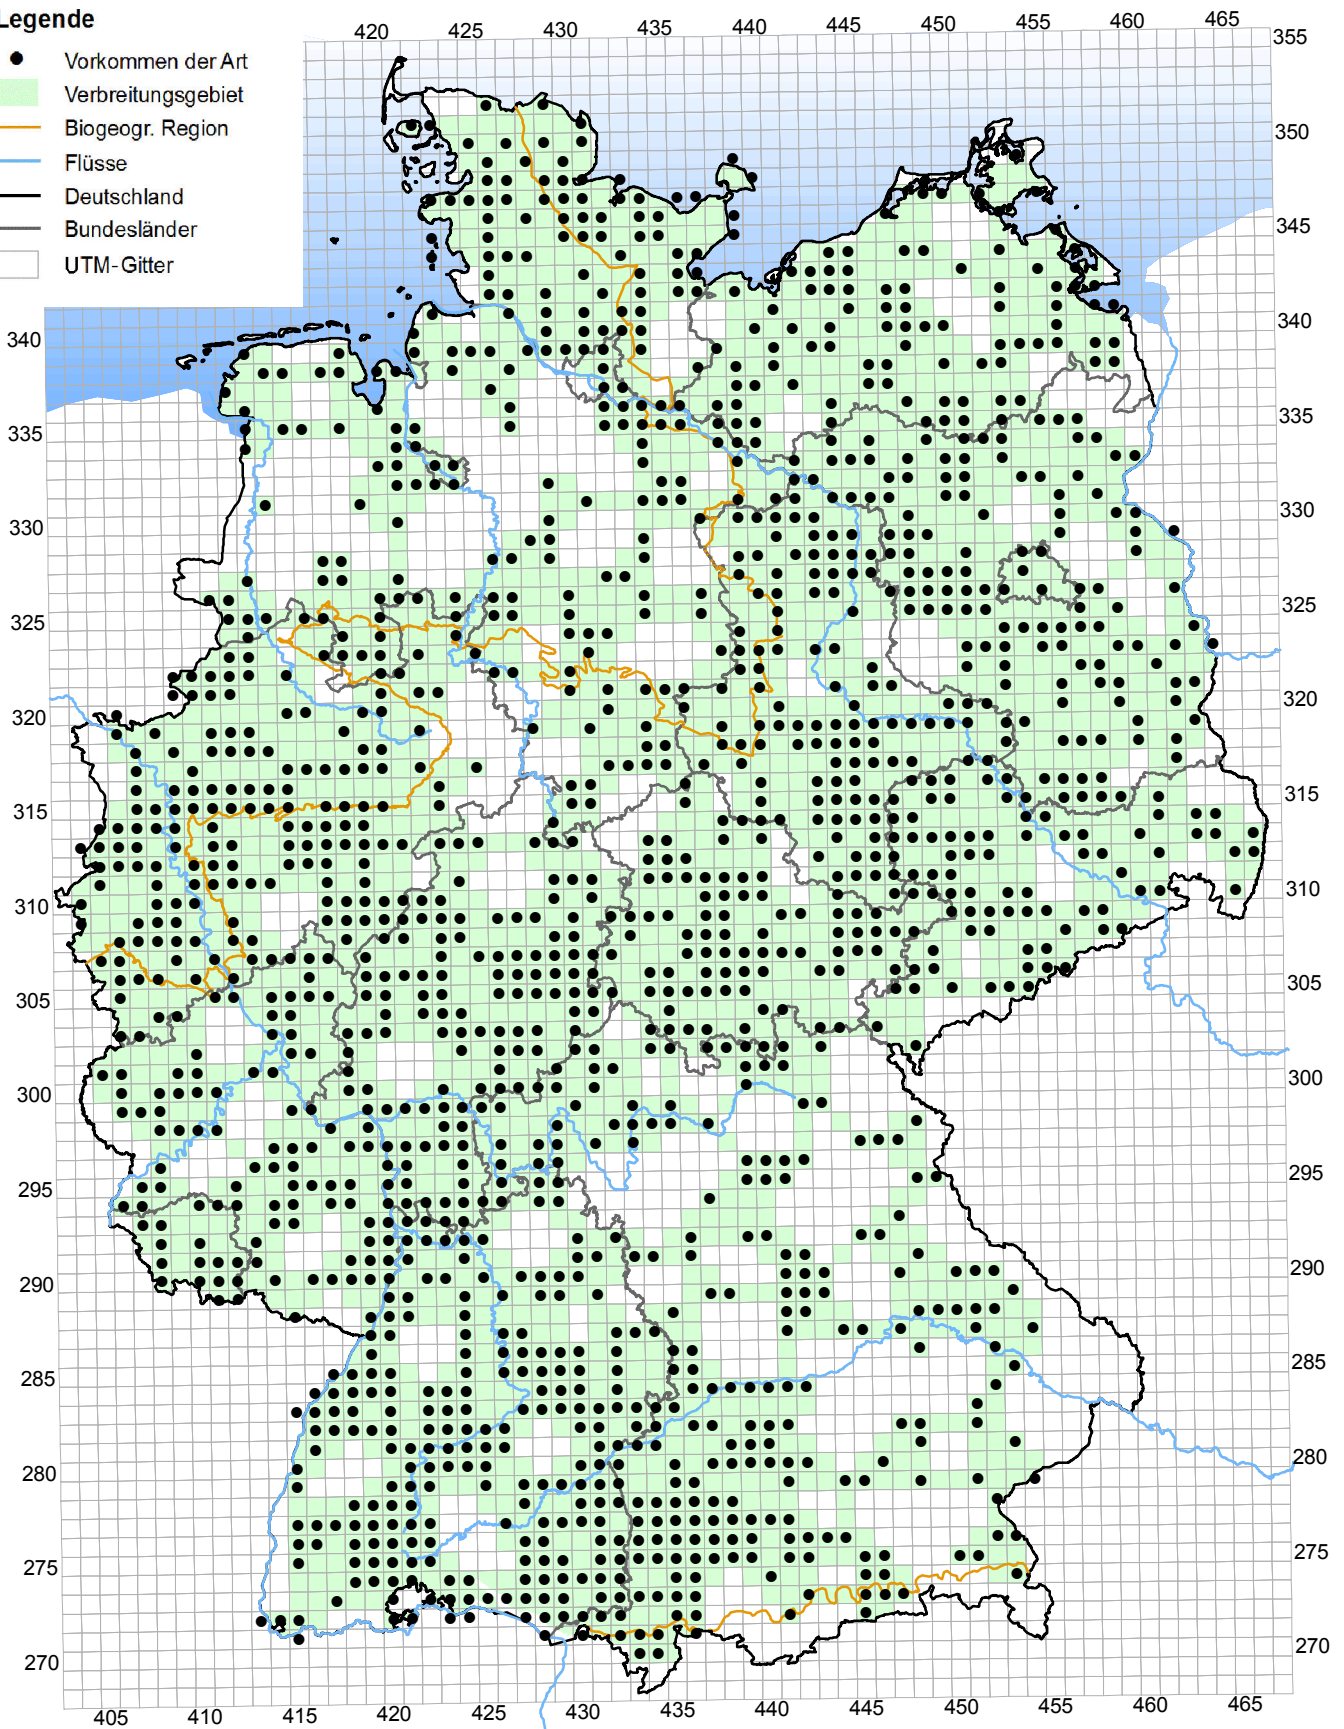 Legende
Vorkommen der Art
Verbreitungsgebiet
Biogeogr. Region
Flüsse
Deutschland
Bundesländer
UTM-Gitter
420 425 430 435 440 445 450 455 460 465
355
350
345
340 340
335 335
330 330
325 325
320 320
315 315
310 310
305 305
300 300
295 295
290 290
285 285
280 280
275 275
270 270
405 410 415 420 425 430 435 440 445 450 455 460 465